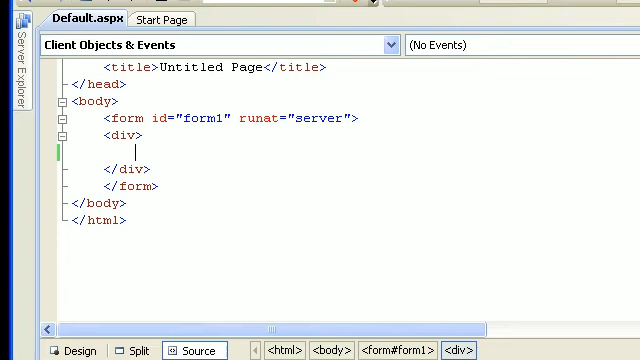 Default.aspx Start Page
Server Explorer
Client Objects & Events (No Events)
<title>Untitled Page</title>
</head>
<body>
<form id="form1" runat="server">
<div>
</div>
</form>
</body>
</html>
Design Split Source <html> <body> <form#form1> <div>